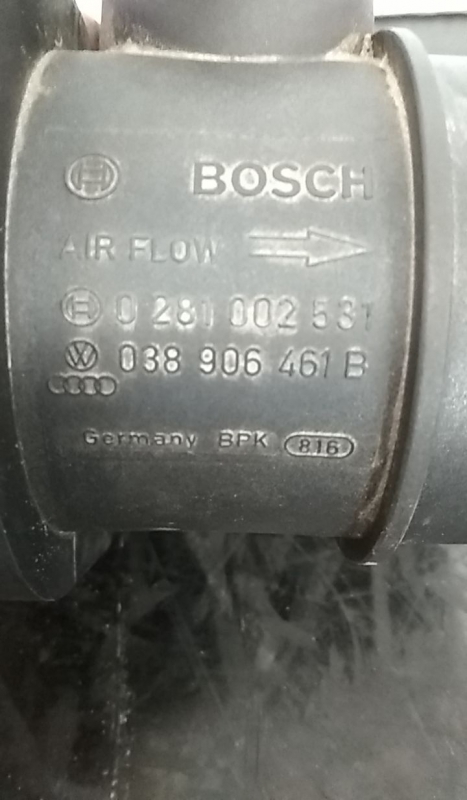 BOSCH
AIR FLOW
0 281 002 531
038 906 461 B
Germany BPK 816